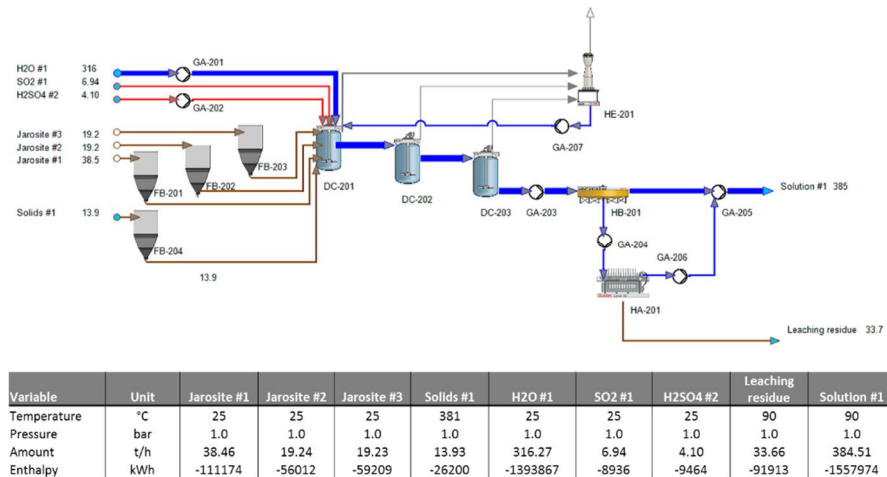 H2O #1 316
SO2 #1 6.94
H2SO4 #2 4.10
GA-201
GA-202
HE-201
GA-207
Jarosite #3 19.2
Jarosite #2 19.2
Jarosite #1 38.5
FB-203
FB-202
FB-201
DC-201
DC-202
DC-203
GA-203
HB-201
GA-205
Solution #1 385
Solids #1 13.9
FB-204
13.9
GA-204
GA-206
HA-201
Leaching residue 33.7
Variable Unit Jarosite #1 Jarosite #2 Jarosite #3 Solids #1 H2O #1 SO2 #1 H2SO4 #2 Leaching residue Solution #1
Temperature °C 25 25 25 381 25 25 25 90 90
Pressure bar 1.0 1.0 1.0 1.0 1.0 1.0 1.0 1.0 1.0
Amount t/h 38.46 19.24 19.23 13.93 316.27 6.94 4.10 33.66 384.51
Enthalpy kWh -111174 -56012 -59209 -26200 -1393867 -8936 -9464 -91913 -1557974